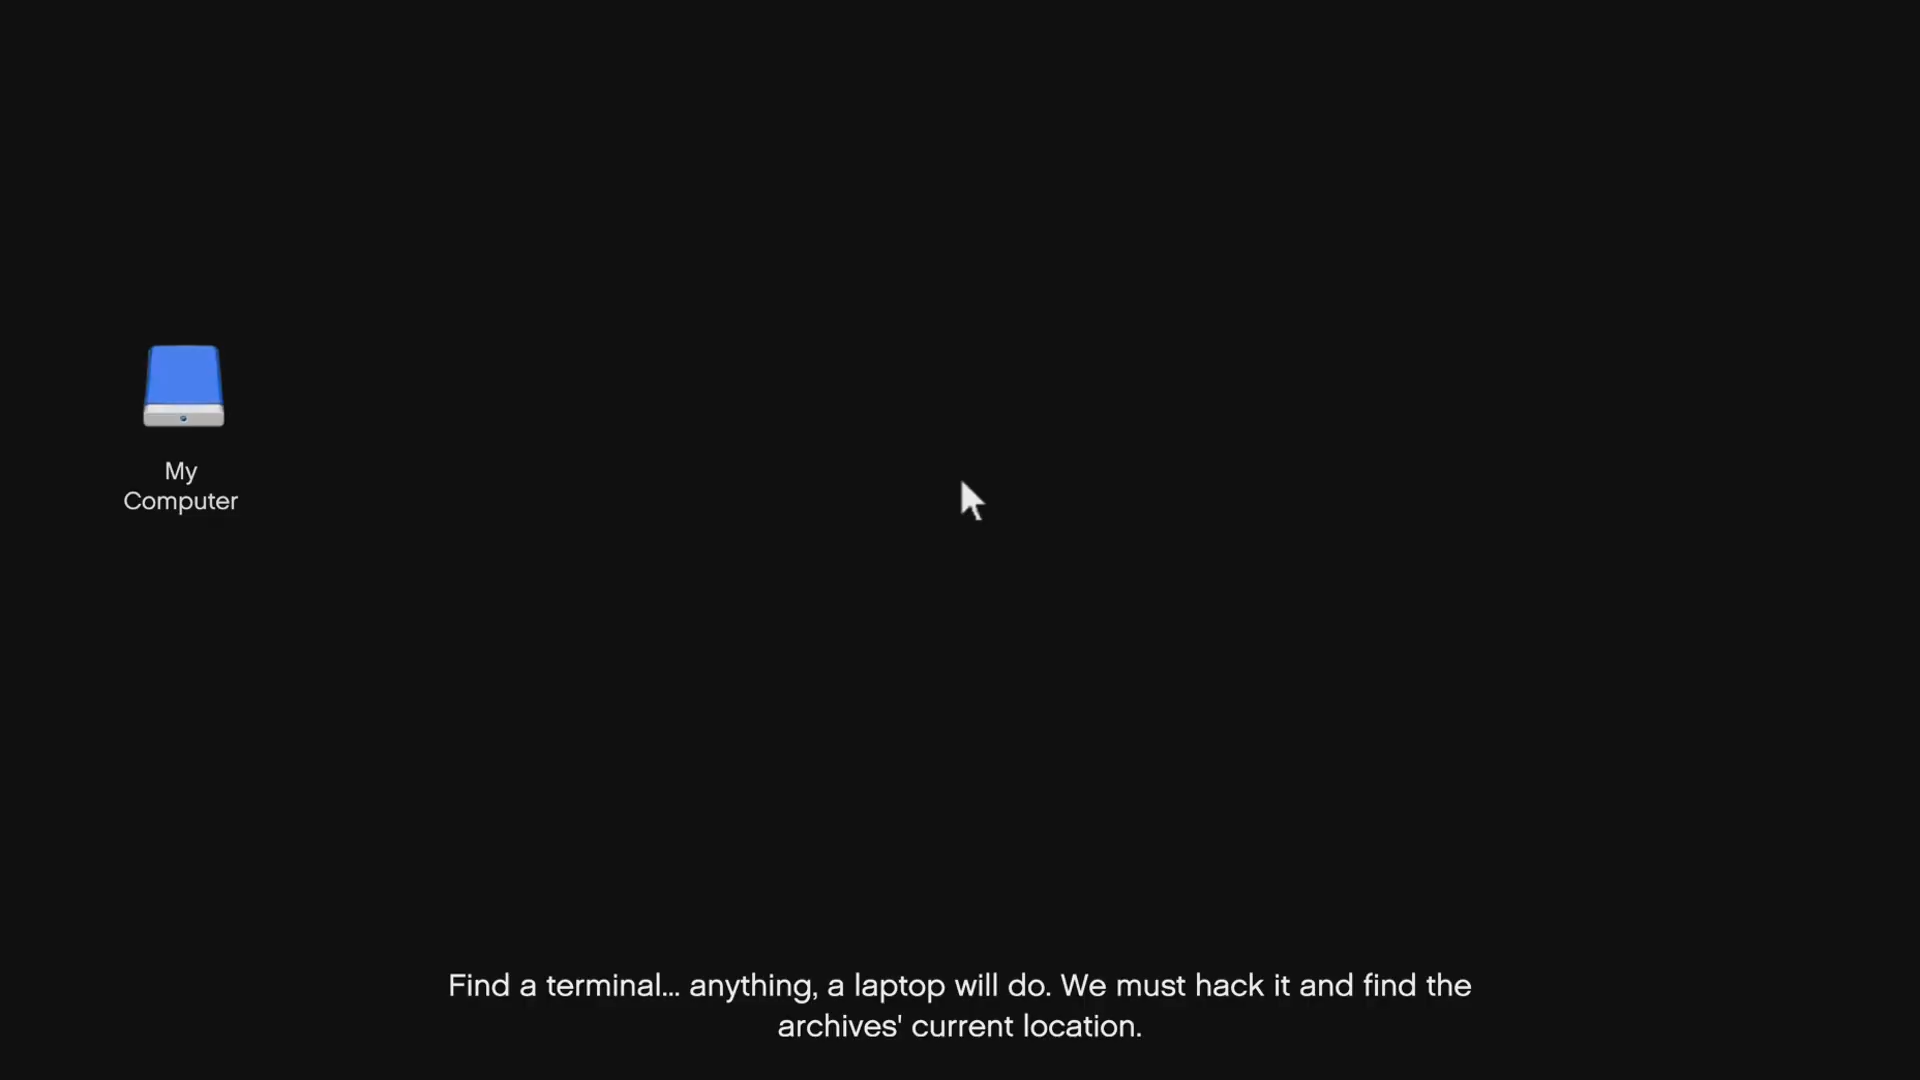 My
Computer
Find a terminal... anything, a laptop will do. We must hack it and find the
archives' current location.